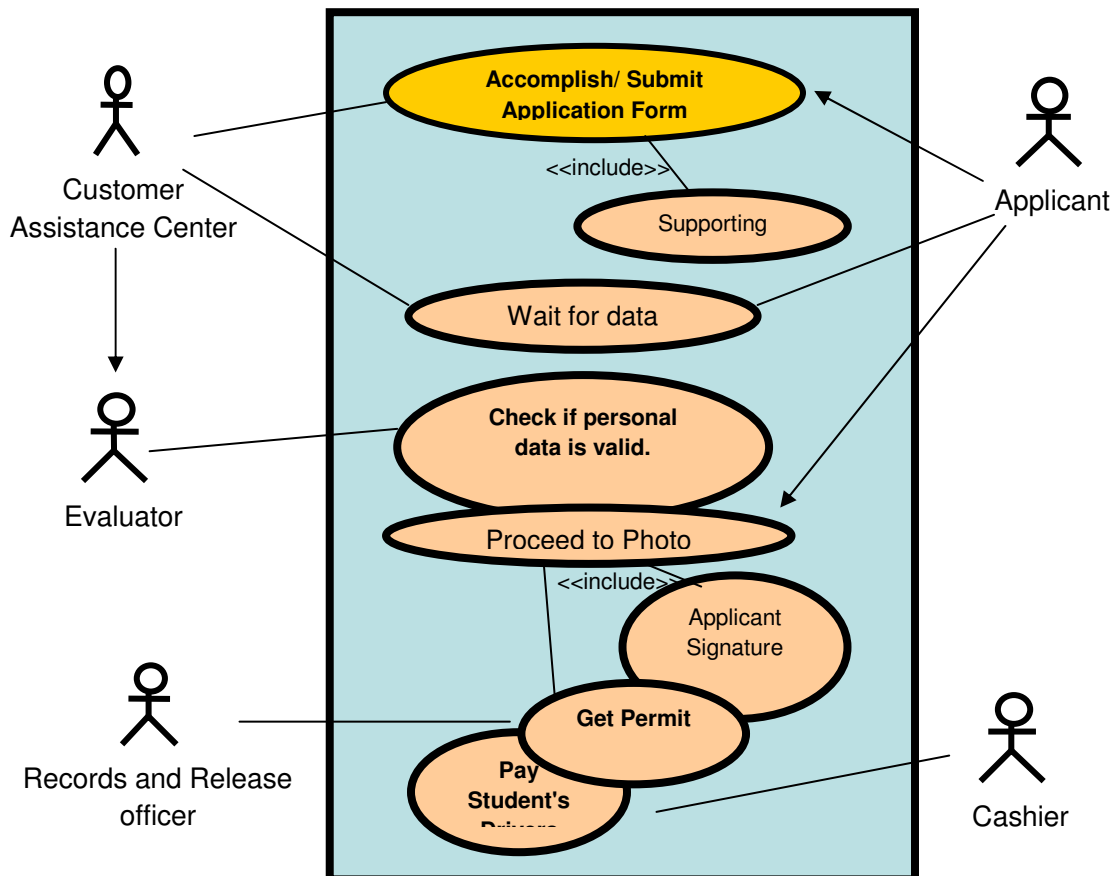 Accomplish/ Submit
Application Form
<<include>>
Supporting
Customer
Assistance Center
Applicant
Wait for data
Check if personal
data is valid.
Evaluator
Proceed to Photo
<<include>>
Applicant
Signature
Get Permit
Records and Release
officer
Pay
Student's
Drivers
Cashier